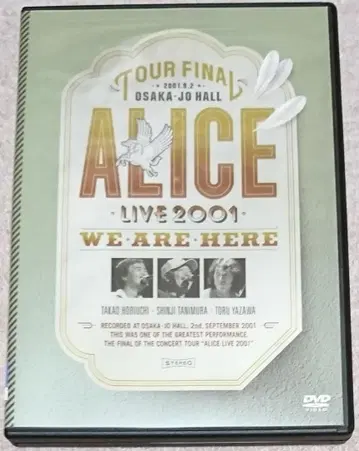 TOUR FINAL
• 2001.9.2 •
OSAKA-JO HALL
ALICE
• LIVE 2001 •
WE • ARE • HERE
TAKAO HORIUCHI • SHINJI TANIMURA • TORU YAZAWA
• RECORDED AT OSAKA-JO HALL, 2nd, SEPTEMBER 2001 •
THIS WAS ONE OF THE GREATEST PERFORMANCE.
THE FINAL OF THE CONCERT TOUR "ALICE LIVE 2001"
STEREO
DVD
VIDEO